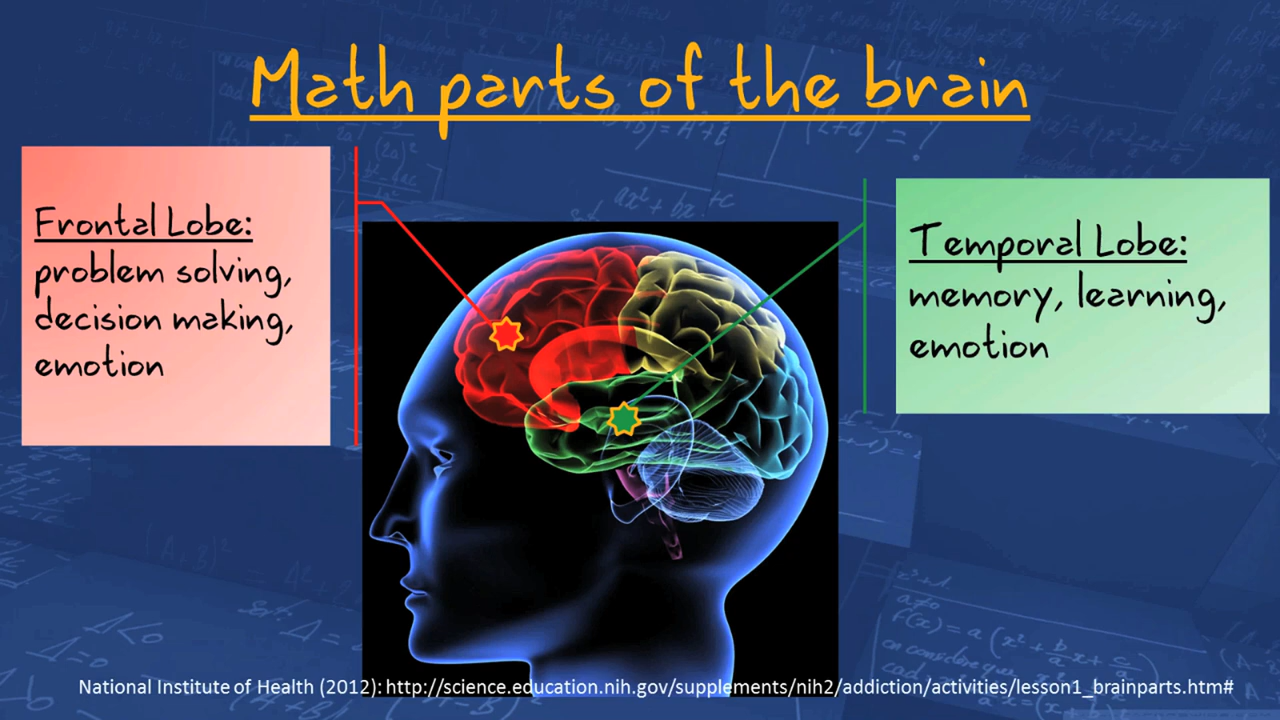 Math parts of the brain
Frontal Lobe:
problem solving,
decision making,
emotion
Temporal Lobe:
memory, learning,
emotion
National Institute of Health (2012): http://science.education.nih.gov/supplements/nih2/addiction/activities/lesson1_brainparts.htm#